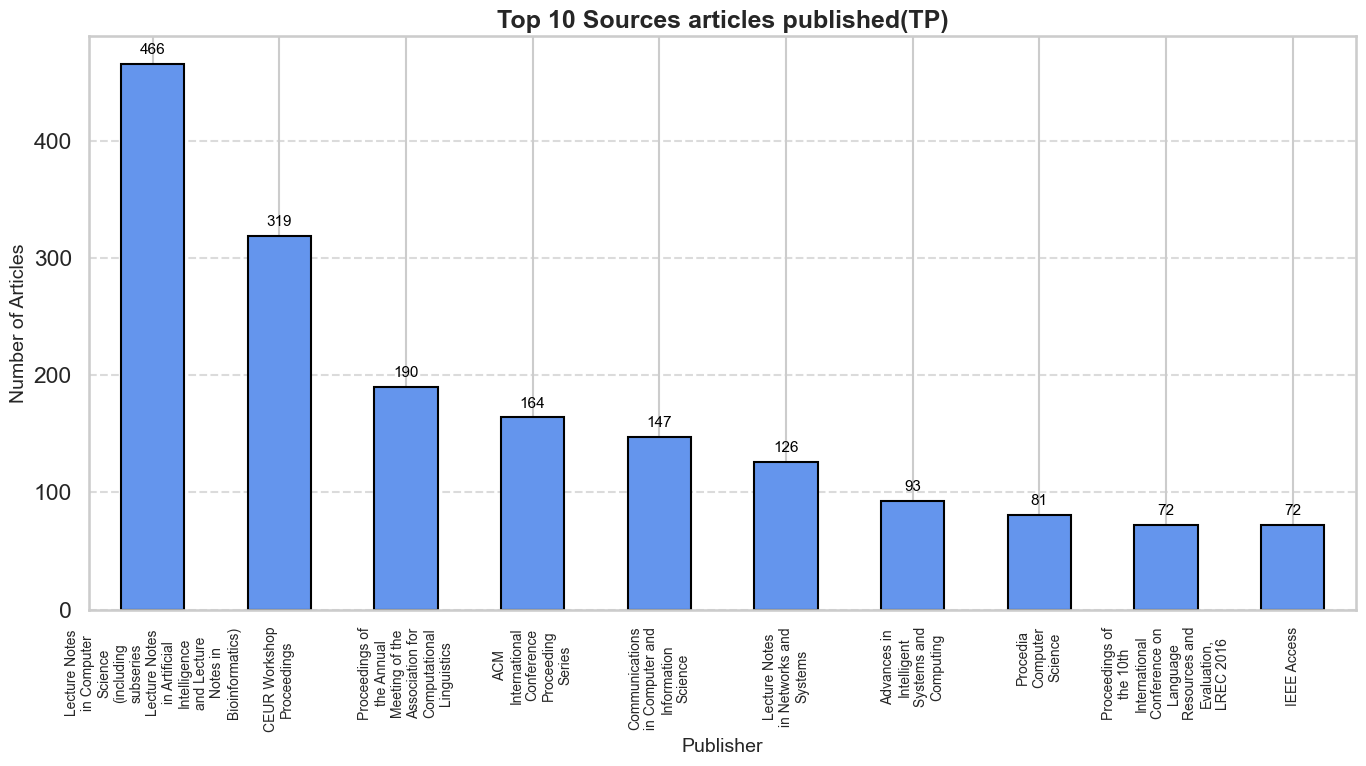 Top 10 Sources articles published(TP)
Number of Articles
400
300
200
100
0
466
319
190
164
147
126
93
81
72
72
Lecture Notes
in Computer
Science
(including
subseries
Lecture Notes
in Artificial
Intelligence
and Lecture
Notes in
Bioinformatics)
CEUR Workshop
Proceedings
Proceedings of
the Annual
Meeting of the
Association for
Computational
Linguistics
ACM
International
Conference
Proceeding
Series
Communications
in Computer and
Information
Science
Lecture Notes
in Networks and
Systems
Advances in
Intelligent
Systems and
Computing
Procedia
Computer
Science
Proceedings of
the 10th
International
Conference on
Language
Resources and
Evaluation,
LREC 2016
IEEE Access
Publisher